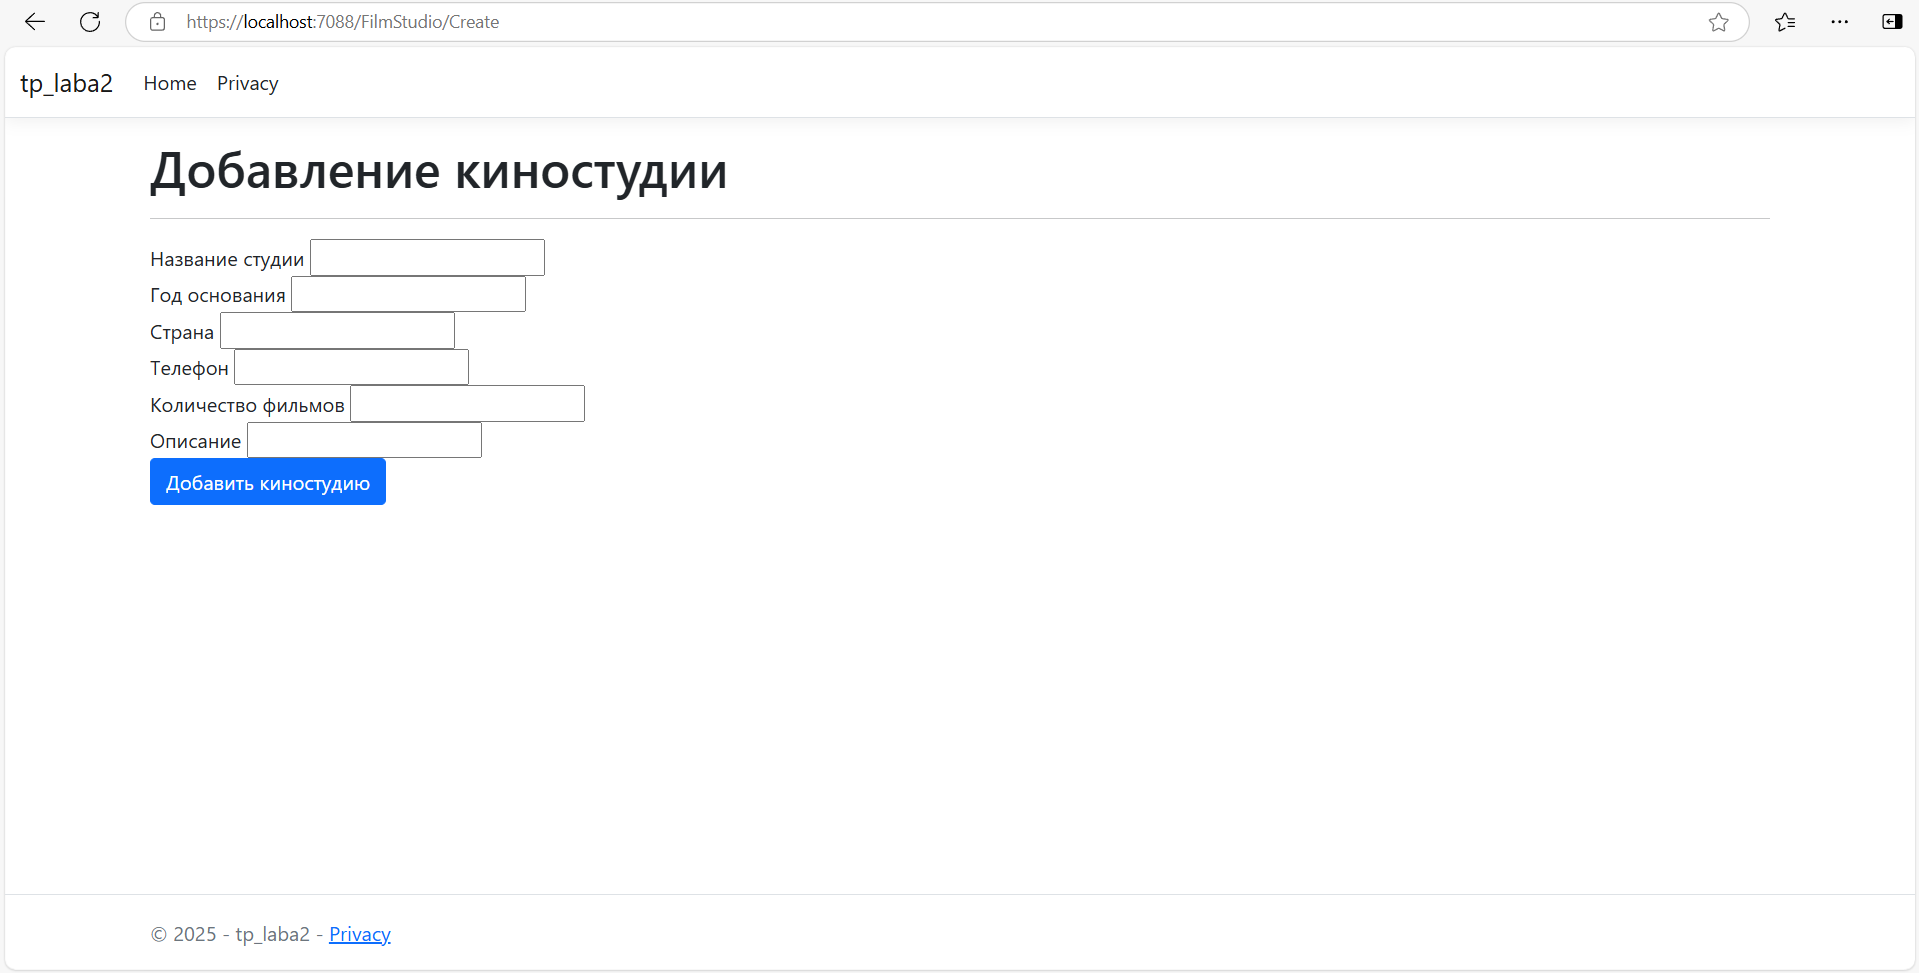 https://localhost:7088/FilmStudio/Create
tp_laba2 Home Privacy
Добавление киностудии
Название студии
Год основания
Страна
Телефон
Количество фильмов
Описание
Добавить киностудию
© 2025 - tp_laba2 - Privacy